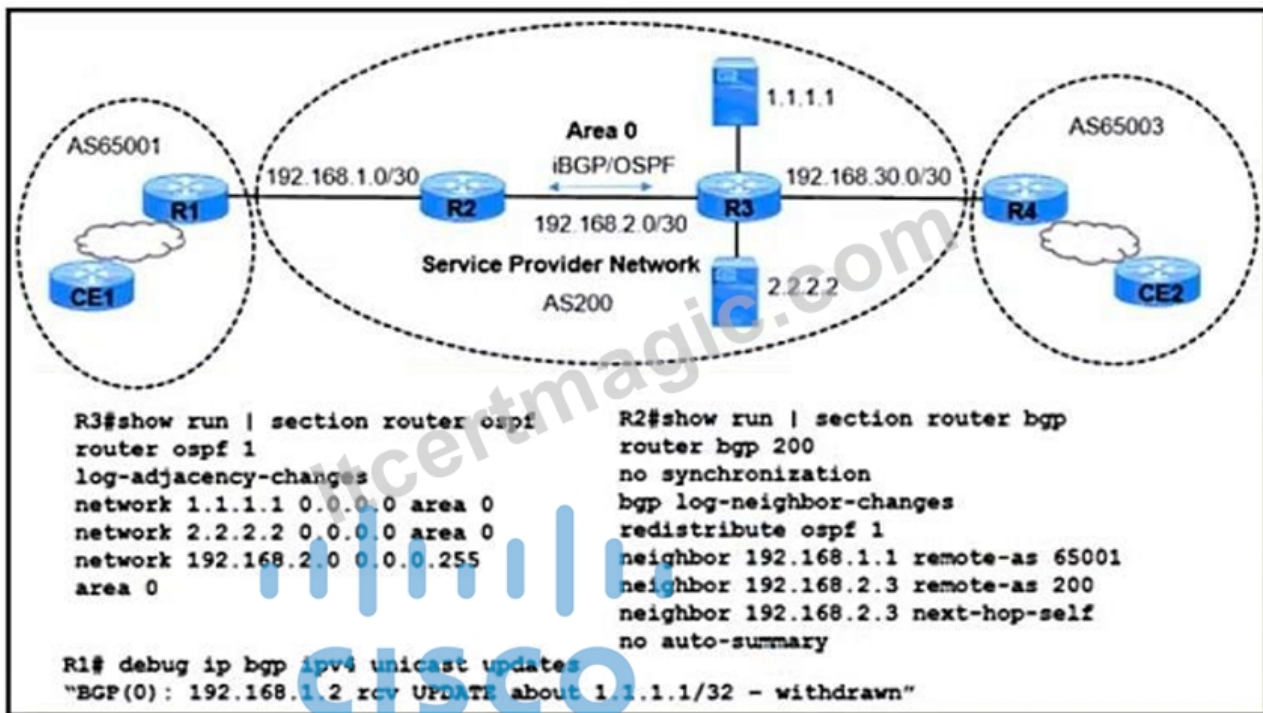 1.1.1.1
Area 0
AS65001
AS65003
iBGP/OSPF
192.168.1.0/30
192.168.30.0/30
R1
R2
R3
R4
192.168.2.0/30
CE1
Service Provider Network
2.2.2.2
AS200
CE2
itcertmagic.com
R3#show run | section router ospf
router ospf 1
log-adjacency-changes
network 1.1.1.1 0.0.0.0 area 0
network 2.2.2.2 0.0.0.0 area 0
network 192.168.2.0 0.0.0.255
area 0
R2#show run | section router bgp
router bgp 200
no synchronization
bgp log-neighbor-changes
redistribute ospf 1
neighbor 192.168.1.1 remote-as 65001
neighbor 192.168.2.3 remote-as 200
neighbor 192.168.2.3 next-hop-self
no auto-summary
R1# debug ip bgp ipv4 unicast updates
"BGP(0): 192.168.1.2 rcv UPDATE about 1.1.1.1/32 - withdrawn"
CISCO